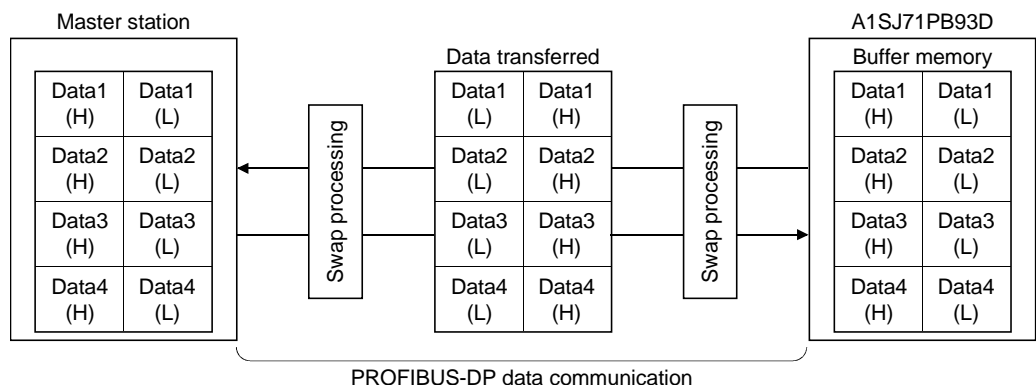 Master station
A1SJ71PB93D
Data transferred
Buffer memory
Data1 (H) Data1 (L)
Data2 (H) Data2 (L)
Data3 (H) Data3 (L)
Data4 (H) Data4 (L)
Swap processing
Data1 (L) Data1 (H)
Data2 (L) Data2 (H)
Data3 (L) Data3 (H)
Data4 (L) Data4 (H)
Swap processing
Data1 (H) Data1 (L)
Data2 (H) Data2 (L)
Data3 (H) Data3 (L)
Data4 (H) Data4 (L)
PROFIBUS-DP data communication